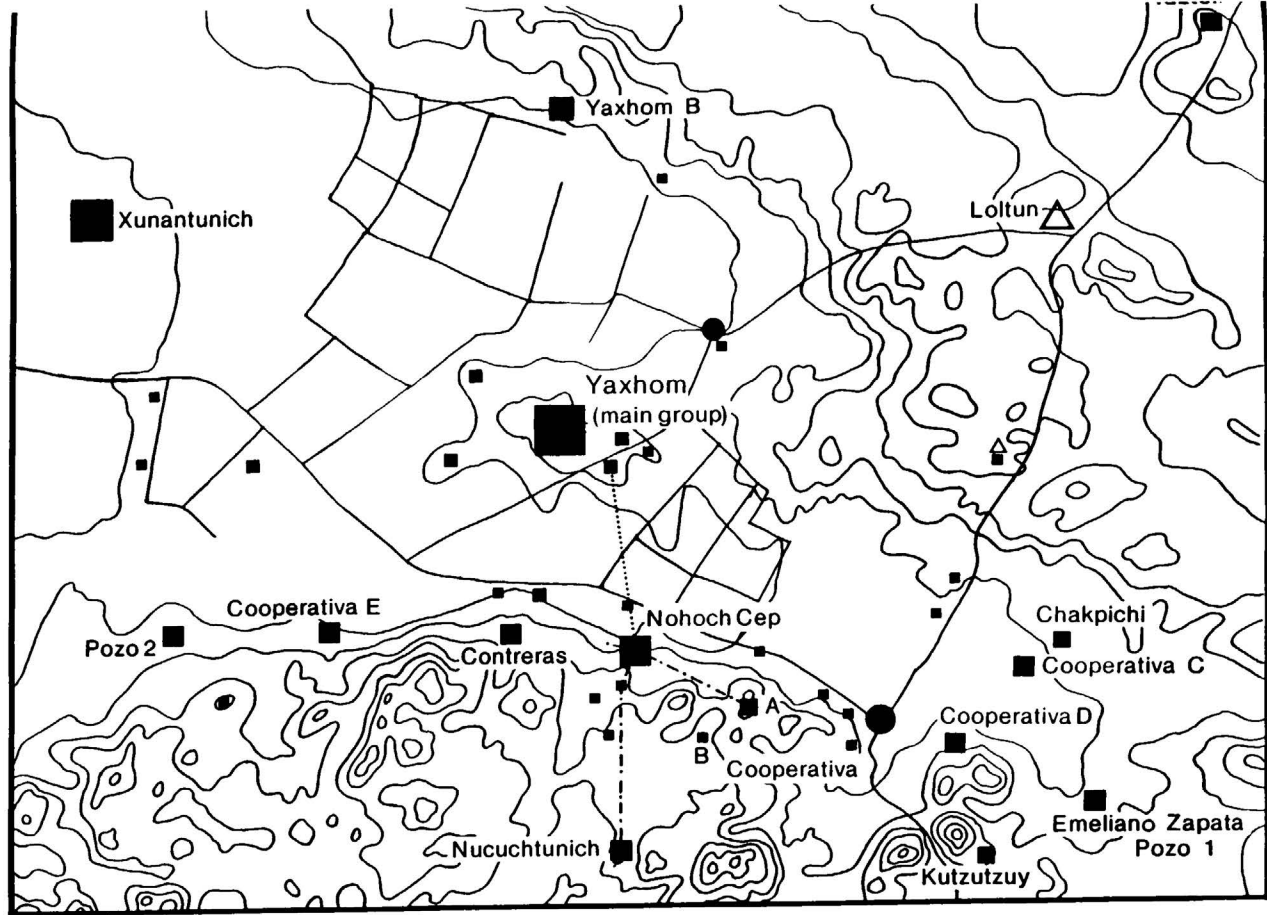 Yaxhom B
Xunantunich
Loltun
Yaxhom
(main group)
Cooperativa E
Nohoch Cep
Chakpichi
Pozo 2
Contreras
Cooperativa C
A
Cooperativa D
B
Cooperativa
Emeliano Zapata
Pozo 1
Nucuchtunich
Kutzutzuy